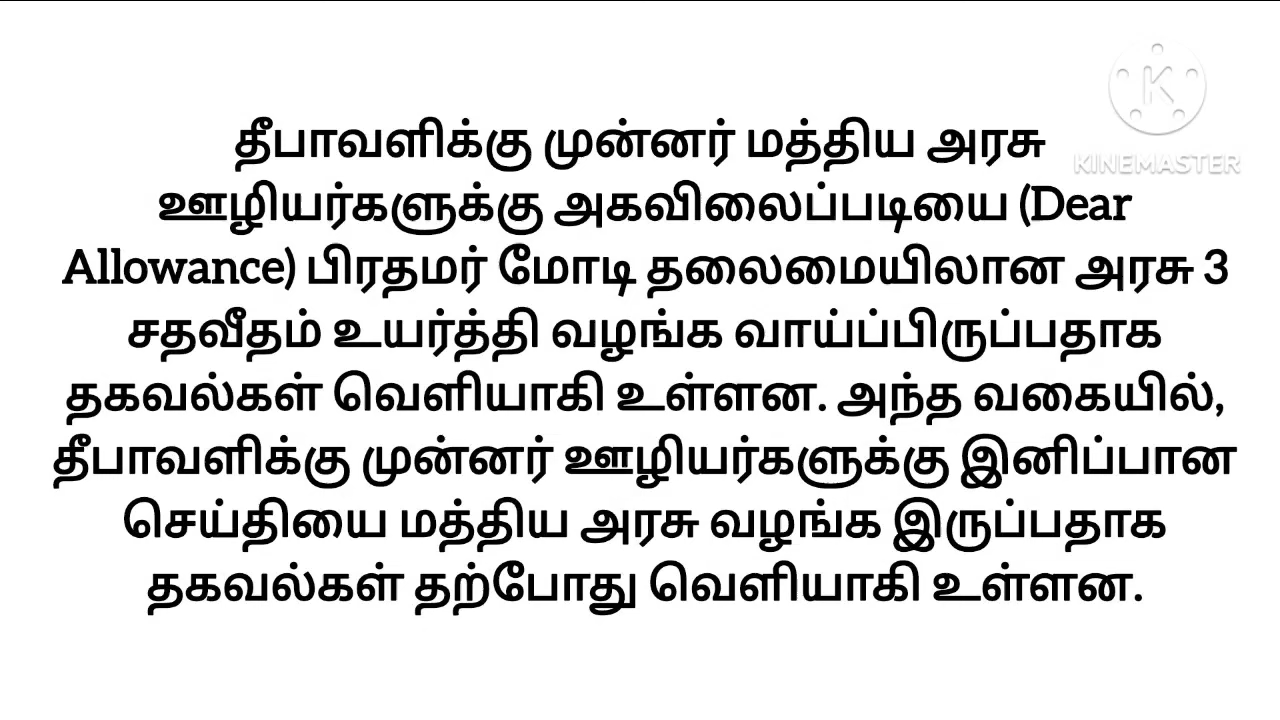 KINEMASTER
தீபாவளிக்கு முன்னர் மத்திய அரசு
ஊழியர்களுக்கு அகவிலைப்படியை (Dear
Allowance) பிரதமர் மோடி தலைமையிலான அரசு 3
சதவீதம் உயர்த்தி வழங்க வாய்ப்பிருப்பதாக
தகவல்கள் வெளியாகி உள்ளன. அந்த வகையில்,
தீபாவளிக்கு முன்னர் ஊழியர்களுக்கு இனிப்பான
செய்தியை மத்திய அரசு வழங்க இருப்பதாக
தகவல்கள் தற்போது வெளியாகி உள்ளன.